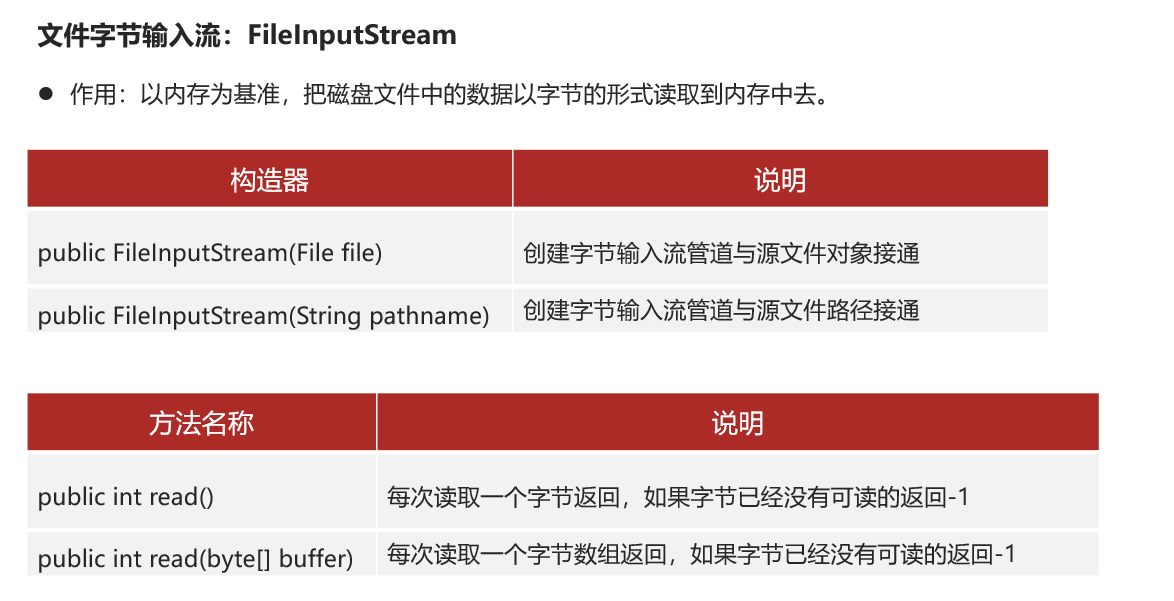 文件字节输入流：FileInputStream
● 作用：以内存为基准，把磁盘文件中的数据以字节的形式读取到内存中去。
构造器 说明
public FileInputStream(File file) 创建字节输入流管道与源文件对象接通
public FileInputStream(String pathname) 创建字节输入流管道与源文件路径接通
方法名称 说明
public int read() 每次读取一个字节返回，如果字节已经没有可读的返回-1
public int read(byte[] buffer) 每次读取一个字节数组返回，如果字节已经没有可读的返回-1